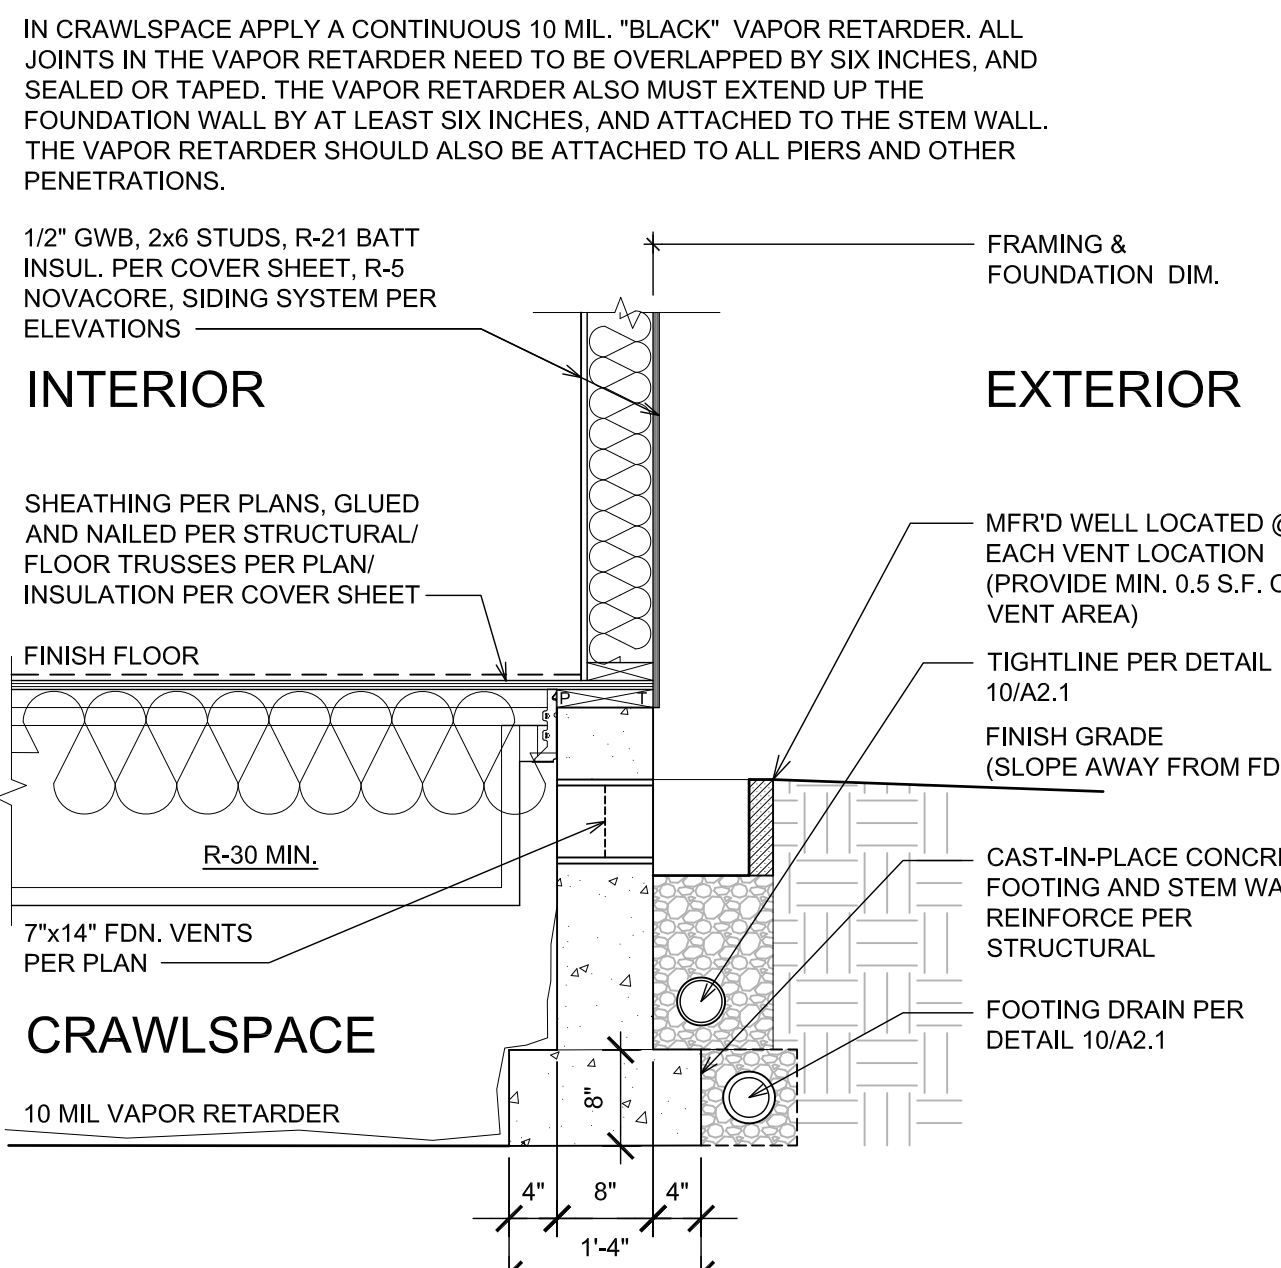 IN CRAWLSPACE APPLY A CONTINUOUS 10 MIL. "BLACK" VAPOR RETARDER. ALL
JOINTS IN THE VAPOR RETARDER NEED TO BE OVERLAPPED BY SIX INCHES, AND
SEALED OR TAPED. THE VAPOR RETARDER ALSO MUST EXTEND UP THE
FOUNDATION WALL BY AT LEAST SIX INCHES, AND ATTACHED TO THE STEM WALL.
THE VAPOR RETARDER SHOULD ALSO BE ATTACHED TO ALL PIERS AND OTHER
PENETRATIONS.
1/2" GWB, 2x6 STUDS, R-21 BATT
INSUL. PER COVER SHEET, R-5
NOVACORE, SIDING SYSTEM PER
ELEVATIONS
FRAMING &
FOUNDATION DIM.
INTERIOR
EXTERIOR
SHEATHING PER PLANS, GLUED
AND NAILED PER STRUCTURAL/
FLOOR TRUSSES PER PLAN/
INSULATION PER COVER SHEET
MFR'D WELL LOCATED @
EACH VENT LOCATION
(PROVIDE MIN. 0.5 S.F.
VENT AREA)
FINISH FLOOR
TIGHTLINE PER DETAIL
10/A2.1
P T
FINISH GRADE
(SLOPE AWAY FROM
R-30 MIN.
CAST-IN-PLACE
FOOTING AND STEM
REINFORCE PER
STRUCTURAL
7"x14" FDN. VENTS
PER PLAN
CRAWLSPACE
FOOTING DRAIN PER
DETAIL 10/A2.1
8"
10 MIL VAPOR RETARDER
4" 8" 4"
1'-4"